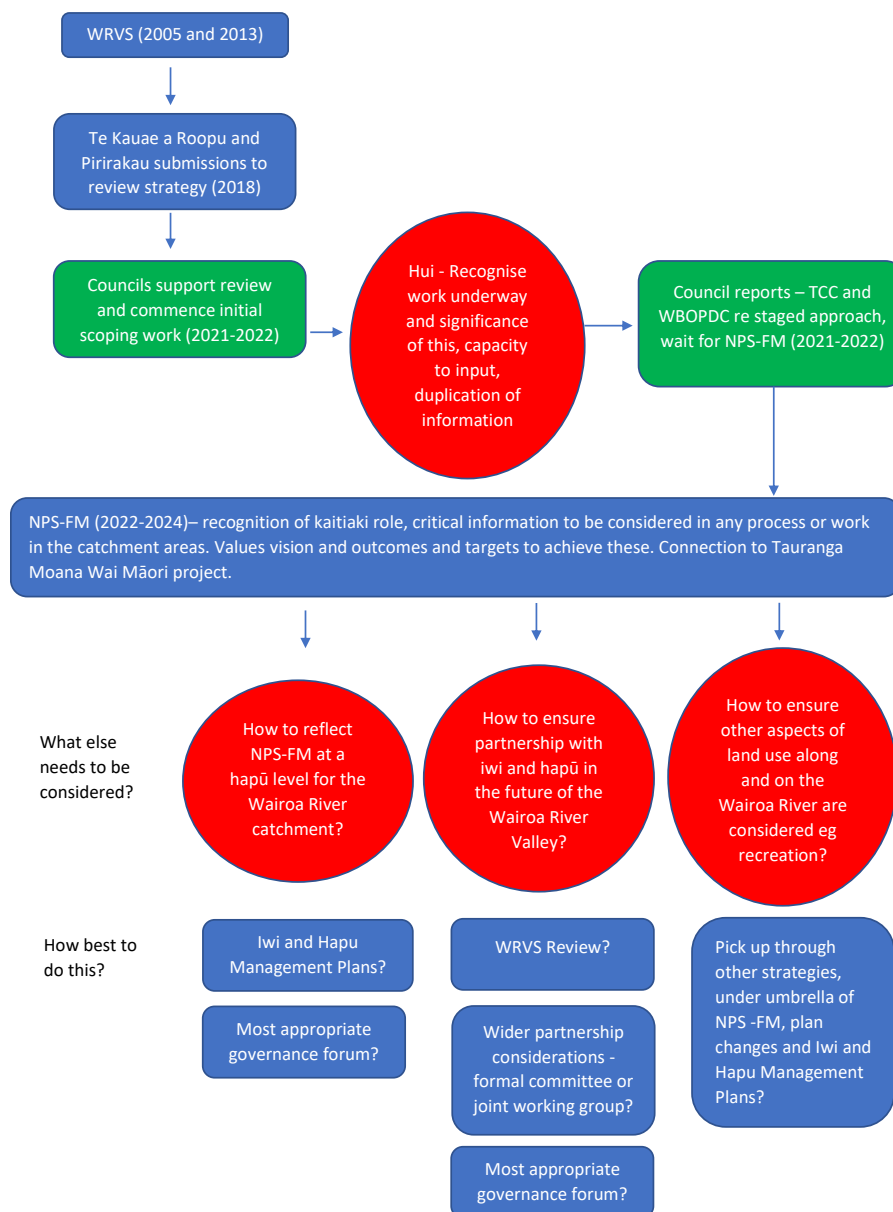 WRVS (2005 and 2013)
Te Kauae a Roopu and
Pirirakau submissions to
review strategy (2018)
Councils support review
and commence initial
scoping work (2021-2022)
Hui - Recognise
work underway
and significance
of this, capacity
to input,
duplication of
information
Council reports – TCC and
WBOPDC re staged approach,
wait for NPS-FM (2021-2022)
NPS-FM (2022-2024)– recognition of kaitiaki role, critical information to be considered in any process or work
in the catchment areas. Values vision and outcomes and targets to achieve these. Connection to Tauranga
Moana Wai Māori project.
What else
needs to be
considered?
How to reflect
NPS-FM at a
hapū level for the
Wairoa River
catchment?
How to ensure
partnership with
iwi and hapū in
the future of the
Wairoa River
Valley?
How to ensure
other aspects of
land use along
and on the
Wairoa River are
considered eg
recreation?
How best to
do this?
Iwi and Hapu
Management Plans?
Most appropriate
governance forum?
WRVS Review?
Wider partnership
considerations -
formal committee or
joint working group?
Most appropriate
governance forum?
Pick up through
other strategies,
under umbrella of
NPS -FM, plan
changes and Iwi and
Hapu Management
Plans?